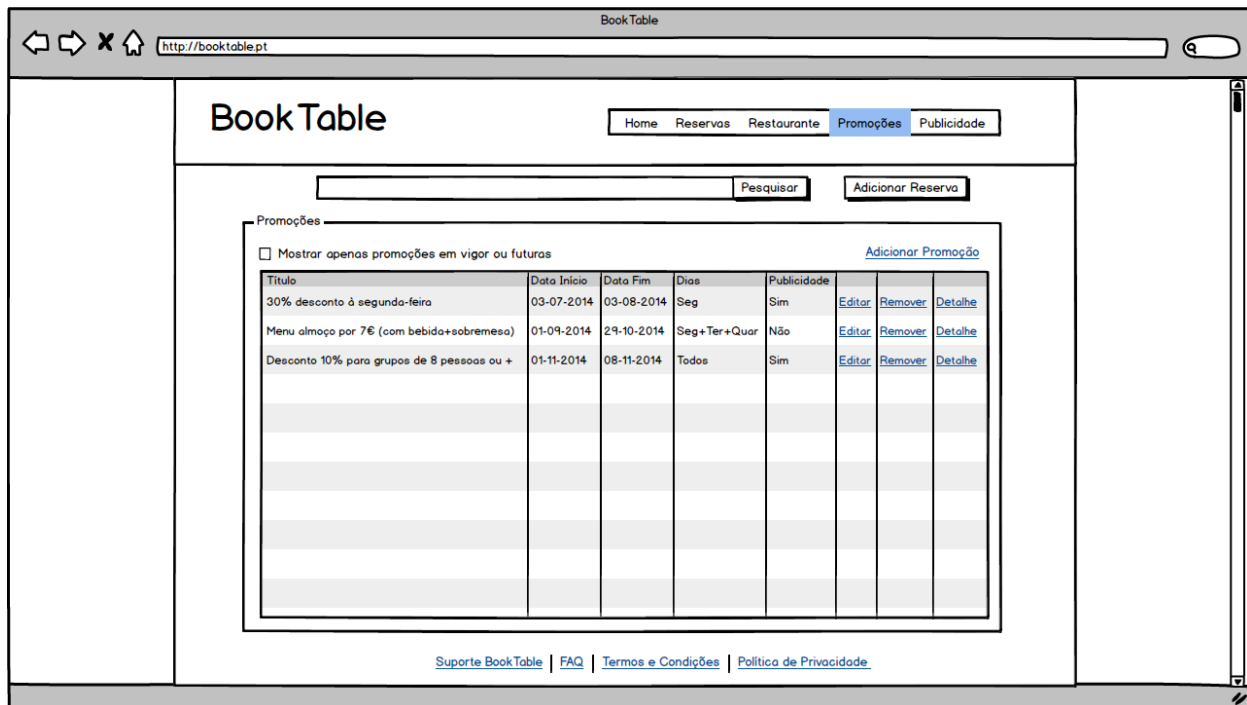 BookTable
http://booktable.pt
BookTable
Home Reservas Restaurante Promoções Publicidade
Pesquisar Adicionar Reserva
Promoções
Mostrar apenas promoções em vigor ou futuras Adicionar Promoção
Título Data Início Data Fim Dias Publicidade
30% desconto à segunda-feira 03-07-2014 03-08-2014 Seg Sim Editar Remover Detalhe
Menu almoço por 7€ (com bebida+sobremesa) 01-09-2014 29-10-2014 Seg+Ter+Quar Não Editar Remover Detalhe
Desconto 10% para grupos de 8 pessoas ou + 01-11-2014 08-11-2014 Todos Sim Editar Remover Detalhe
Suporte BookTable | FAQ | Termos e Condições | Política de Privacidade